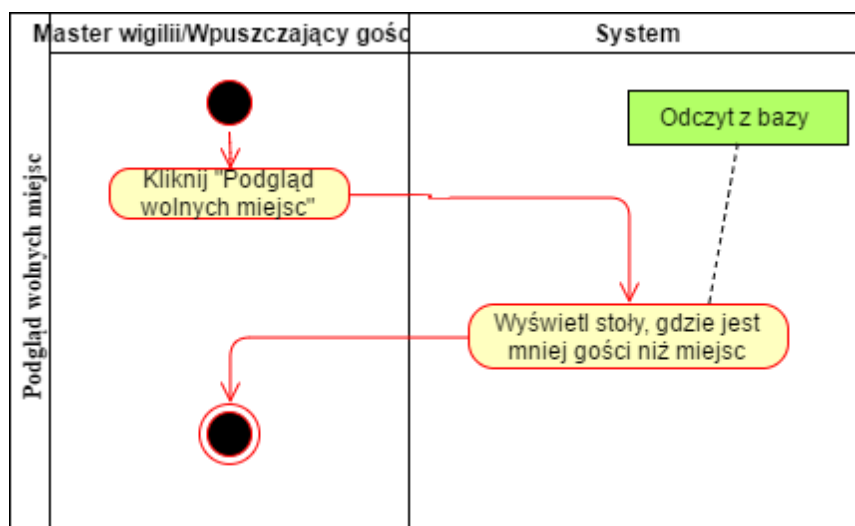 Master wigilii/Wpuszczający gośc
System
Podgląd wolnych miejsc
Odczyt z bazy
Kliknij "Podgląd
wolnych miejsc"
Wyświetl stoły, gdzie jest
mniej gości niż miejsc